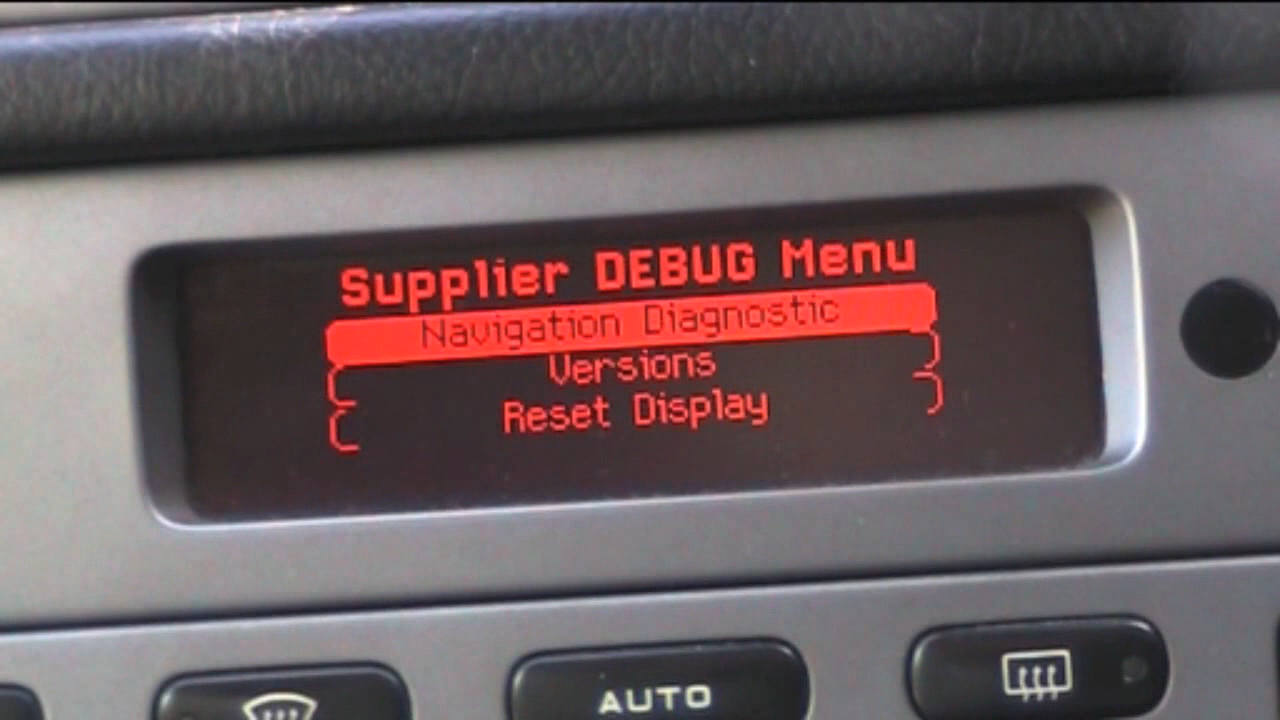 Supplier DEBUG Menu
Navigation Diagnostic
Versions
Reset Display
AUTO